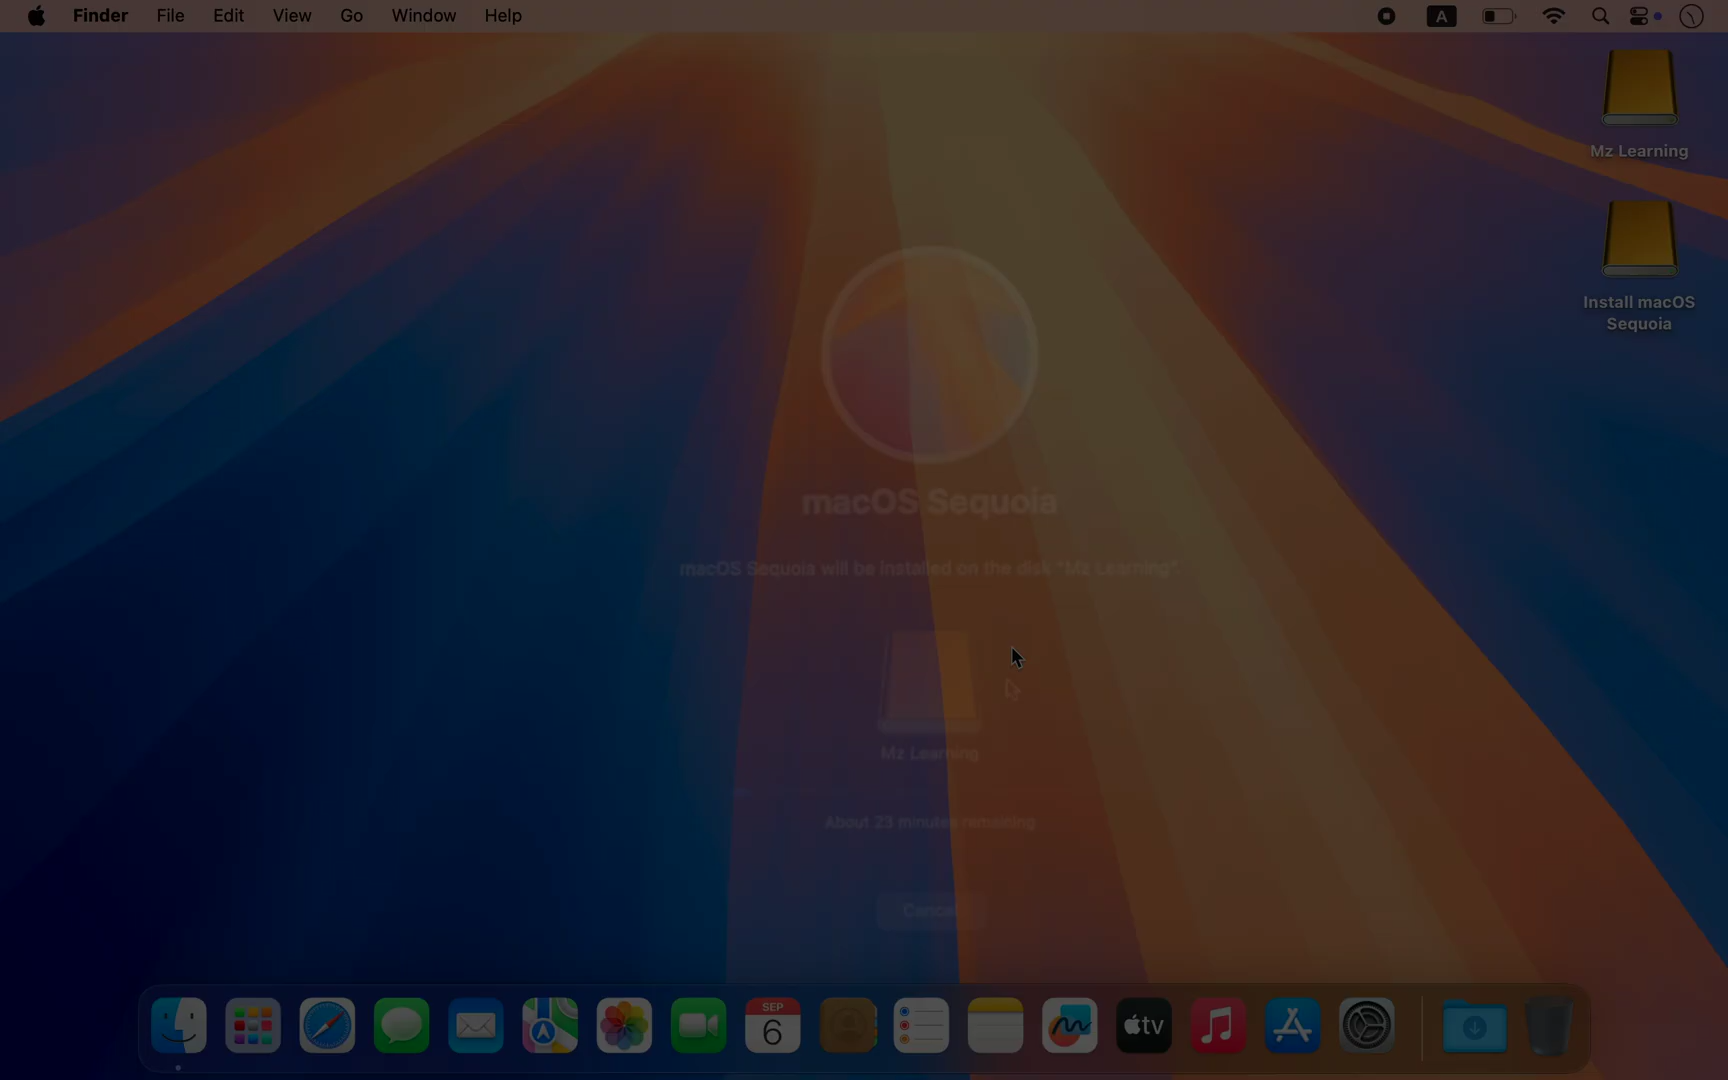 Finder File Edit View Go Window Help A
Mz Learning
Install macOS
Sequoia
macOS Sequoia
macOS Sequoia will be installed on the disk "Mz Learning".
Mz Learning
About 23 minutes remaining
Cancel
SEP
6
tv